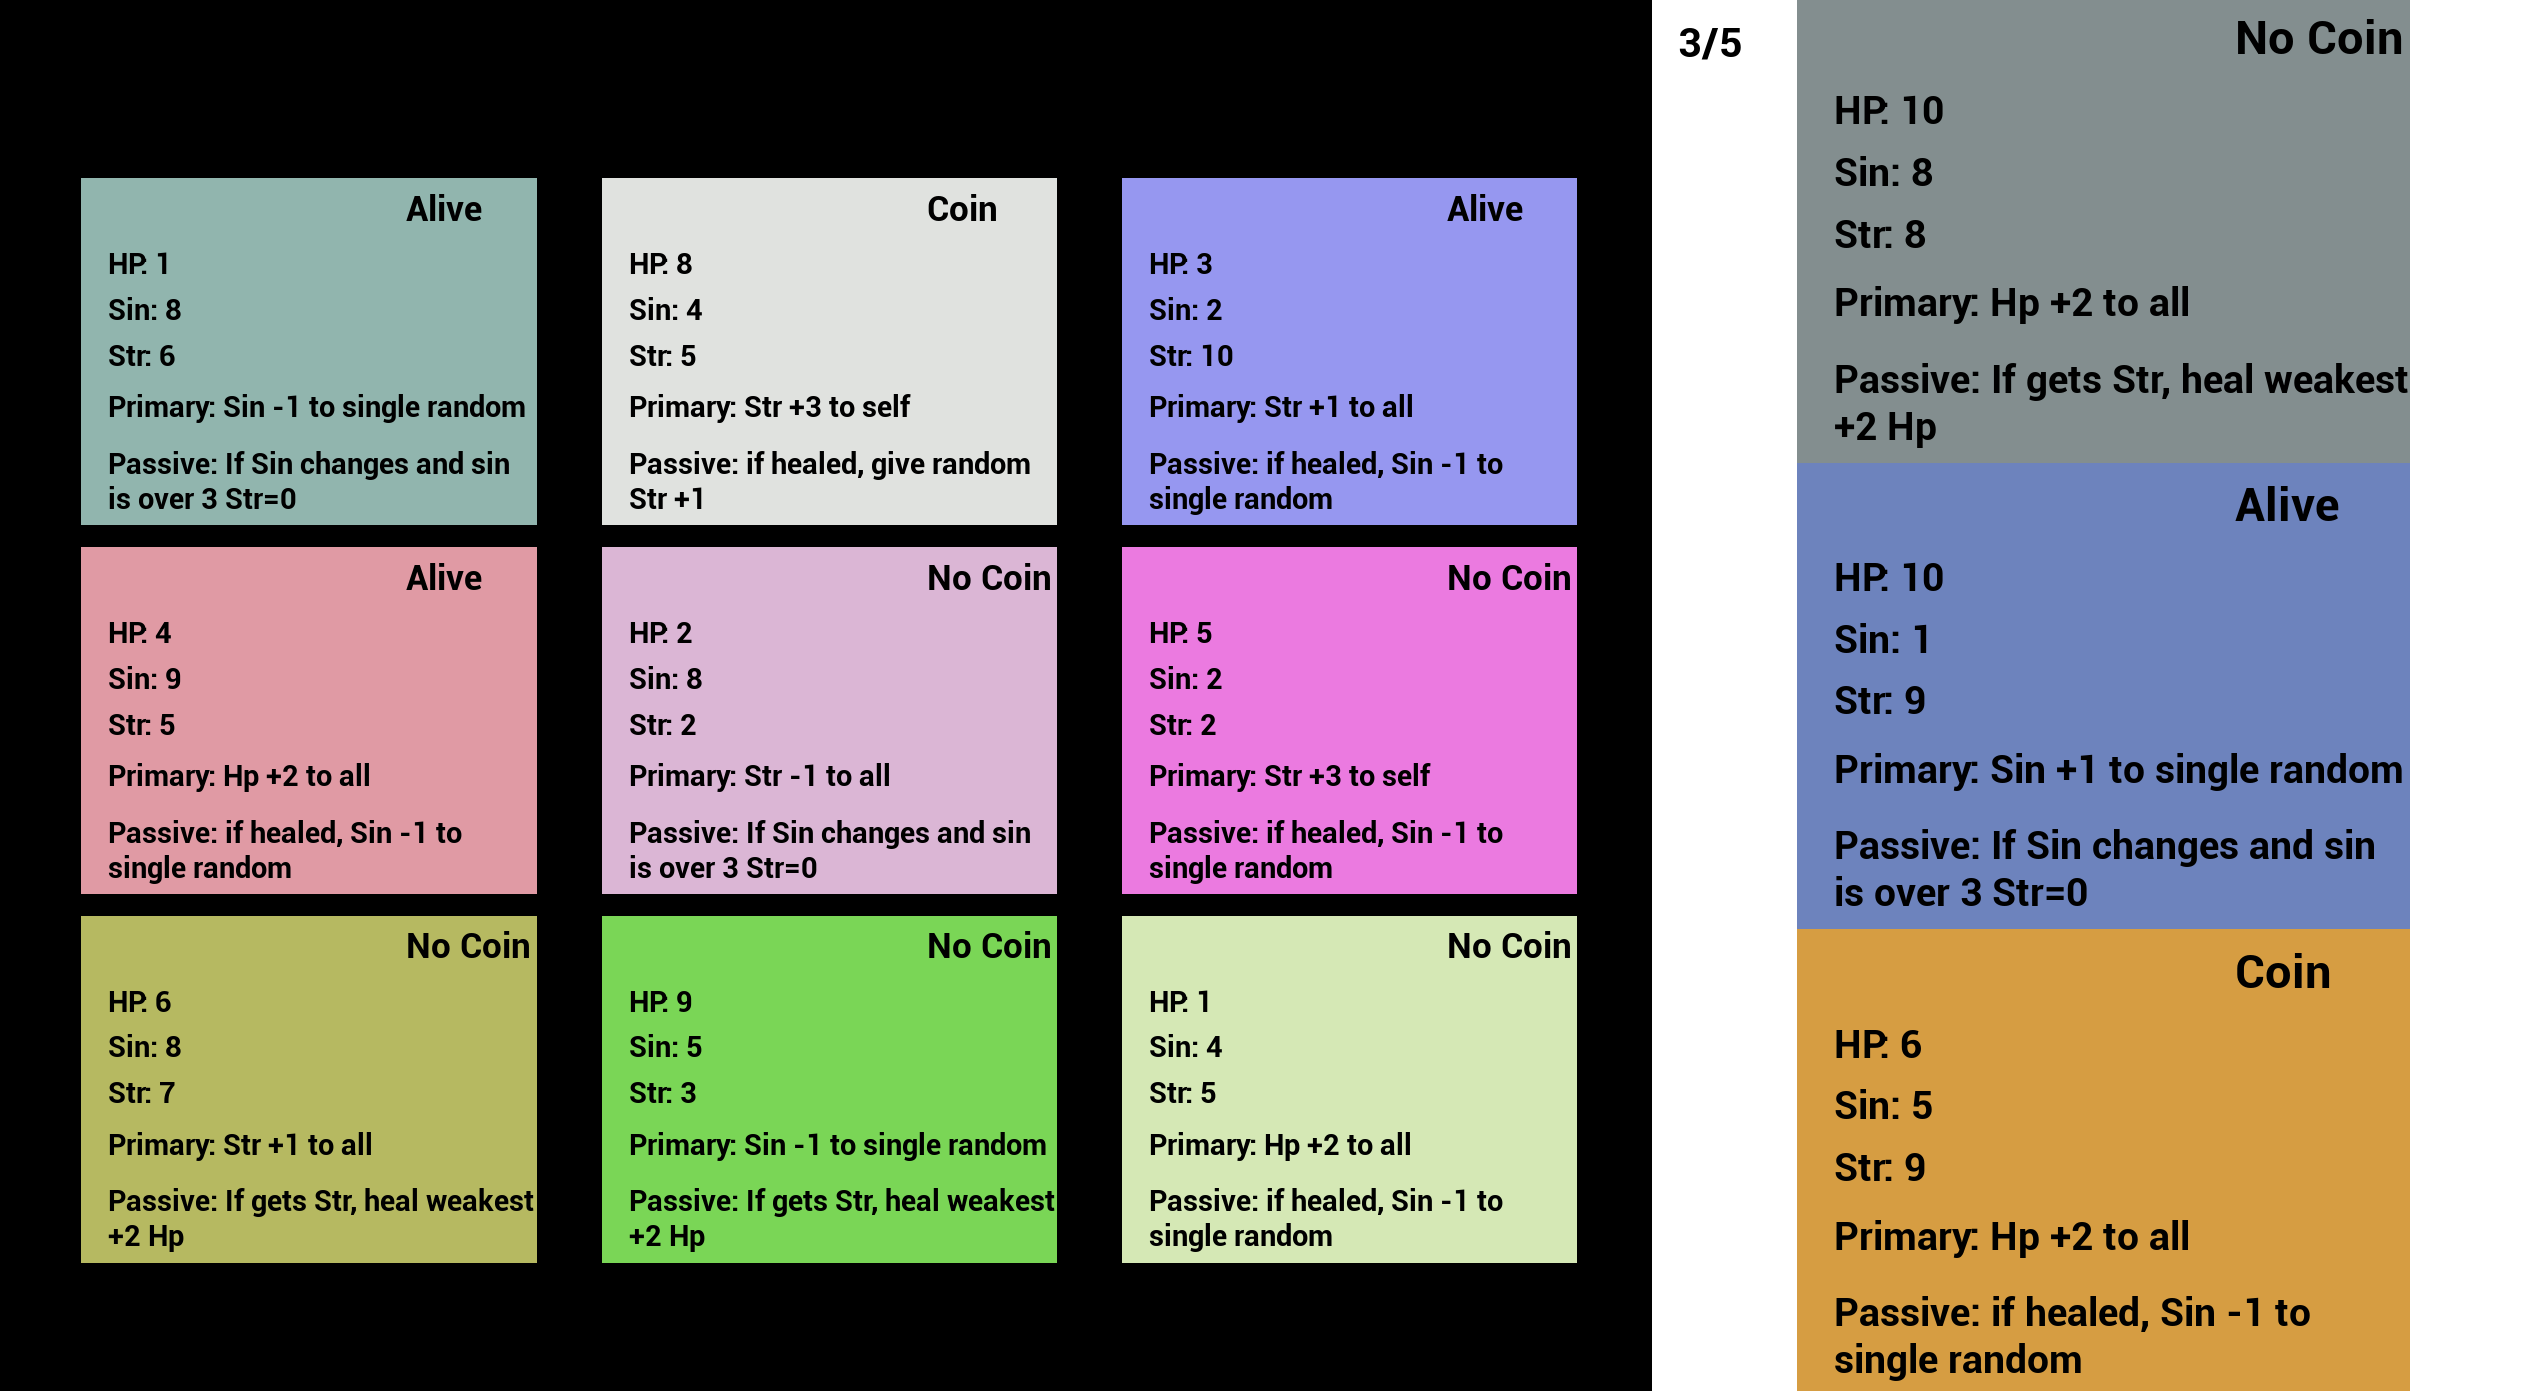 Alive
HP: 1
Sin: 8
Str: 6
Primary: Sin -1 to single random
Passive: If Sin changes and sin
is over 3 Str=0
Coin
HP: 8
Sin: 4
Str: 5
Primary: Str +3 to self
Passive: if healed, give random
Str +1
Alive
HP: 3
Sin: 2
Str: 10
Primary: Str +1 to all
Passive: if healed, Sin -1 to
single random
Alive
HP: 4
Sin: 9
Str: 5
Primary: Hp +2 to all
Passive: if healed, Sin -1 to
single random
No Coin
HP: 2
Sin: 8
Str: 2
Primary: Str -1 to all
Passive: If Sin changes and sin
is over 3 Str=0
No Coin
HP: 5
Sin: 2
Str: 2
Primary: Str +3 to self
Passive: if healed, Sin -1 to
single random
No Coin
HP: 6
Sin: 8
Str: 7
Primary: Str +1 to all
Passive: If gets Str, heal weakest
+2 Hp
No Coin
HP: 9
Sin: 5
Str: 3
Primary: Sin -1 to single random
Passive: If gets Str, heal weakest
+2 Hp
No Coin
HP: 1
Sin: 4
Str: 5
Primary: Hp +2 to all
Passive: if healed, Sin -1 to
single random
3/5
No Coin
HP: 10
Sin: 8
Str: 8
Primary: Hp +2 to all
Passive: If gets Str, heal weakest
+2 Hp
Alive
HP: 10
Sin: 1
Str: 9
Primary: Sin +1 to single random
Passive: If Sin changes and sin
is over 3 Str=0
Coin
HP: 6
Sin: 5
Str: 9
Primary: Hp +2 to all
Passive: if healed, Sin -1 to
single random